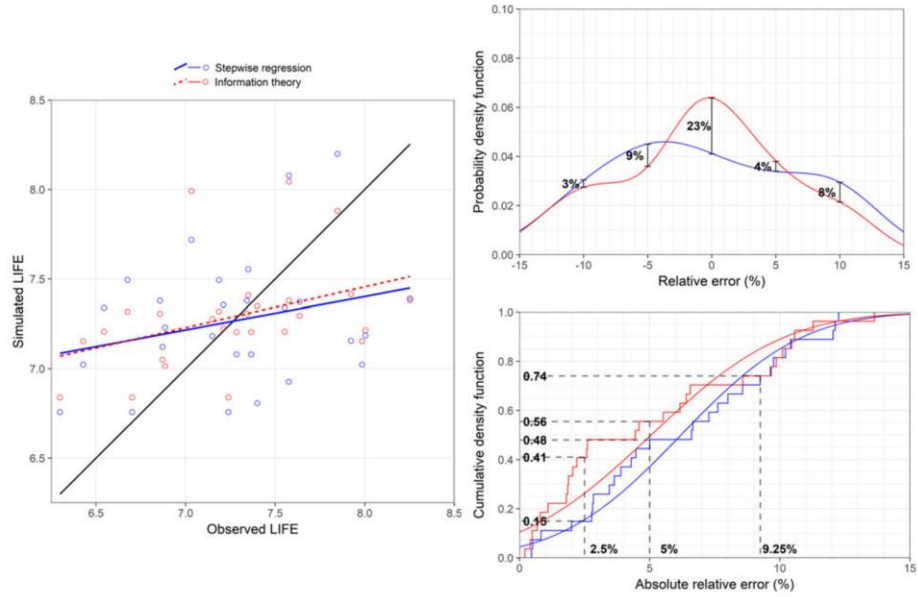 Stepwise regression
Information theory
8.5
8.0
7.5
7.0
6.5
Simulated LIFE
6.5 7.0 7.5 8.0 8.5
Observed LIFE
0.10
0.08
0.06
0.04
0.02
0.00
Probability density function
3%
9%
23%
4%
8%
-15 -10 -5 0 5 10 15
Relative error (%)
1.0
0.8
0.6
0.4
0.2
0.0
Cumulative density function
0.74
0.56
0.48
0.41
0.15
2.5% 5% 9.25%
0 5 10 15
Absolute relative error (%)